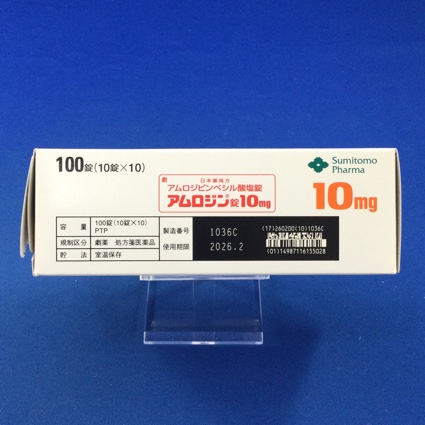 100錠(10錠×10)
Sumitomo
Pharma
劇
日本薬局方
アムロジピンベシル酸塩錠
アムロジン®錠10mg
10mg
容 量
100錠(10錠×10)
PTP
規制区分
劇薬 処方箋医薬品
貯 法
室温保存
製造番号
1036C
使用期限
2026.2
(17)260200(10)1036C
(01)14987116155028